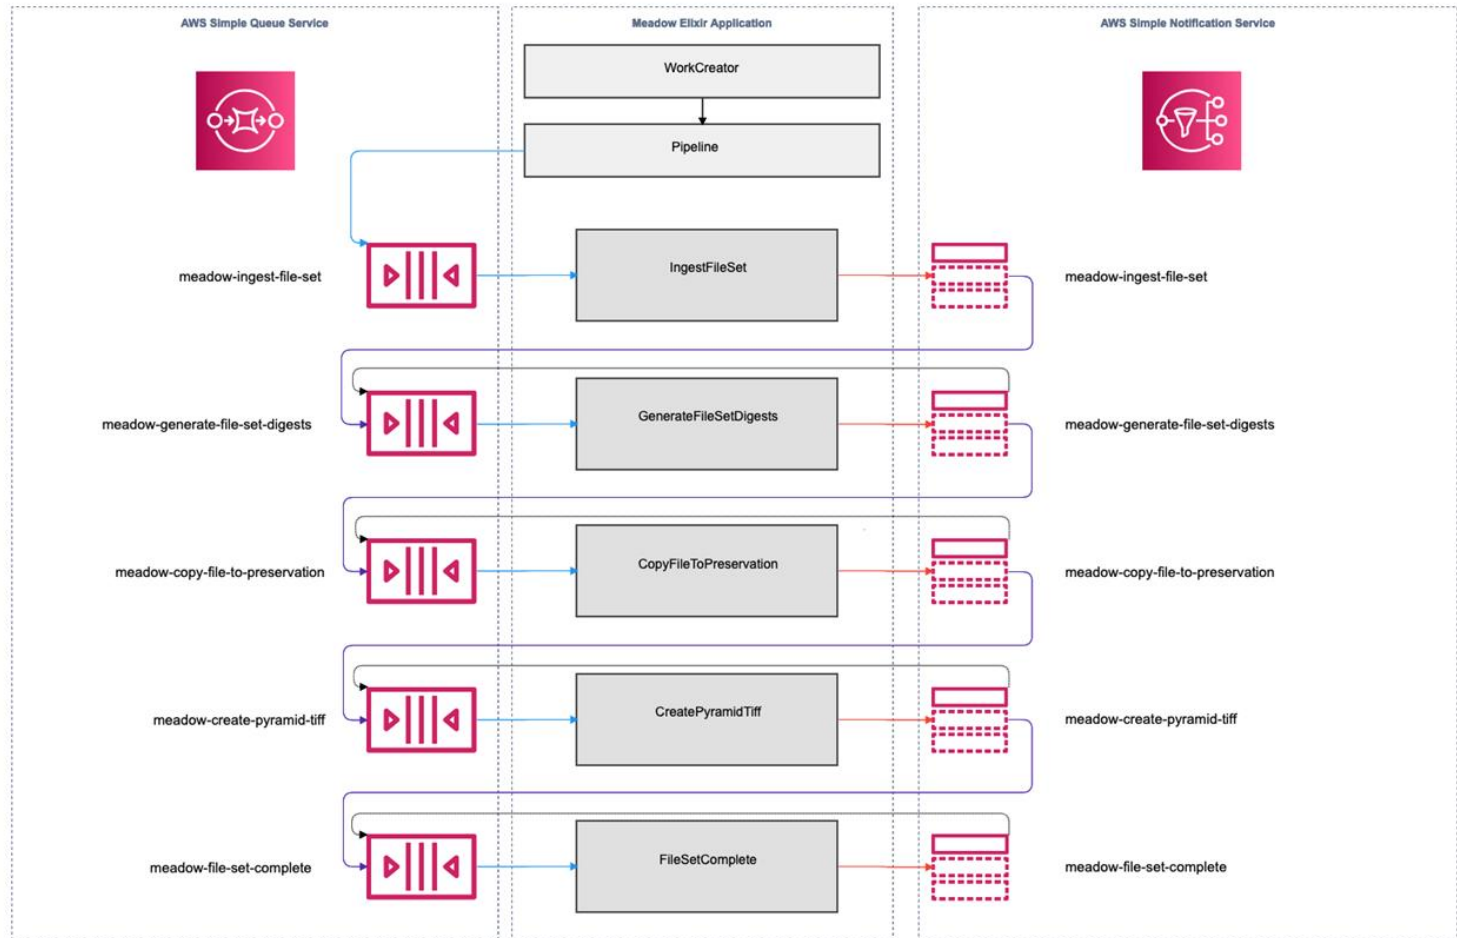 AWS Simple Queue Service
Meadow Elixir Application
AWS Simple Notification Service
WorkCreator
Pipeline
meadow-ingest-file-set
IngestFileSet
meadow-ingest-file-set
meadow-generate-file-set-digests
GenerateFileSetDigests
meadow-generate-file-set-digests
meadow-copy-file-to-preservation
CopyFileToPreservation
meadow-copy-file-to-preservation
meadow-create-pyramid-tiff
CreatePyramidTiff
meadow-create-pyramid-tiff
meadow-file-set-complete
FileSetComplete
meadow-file-set-complete